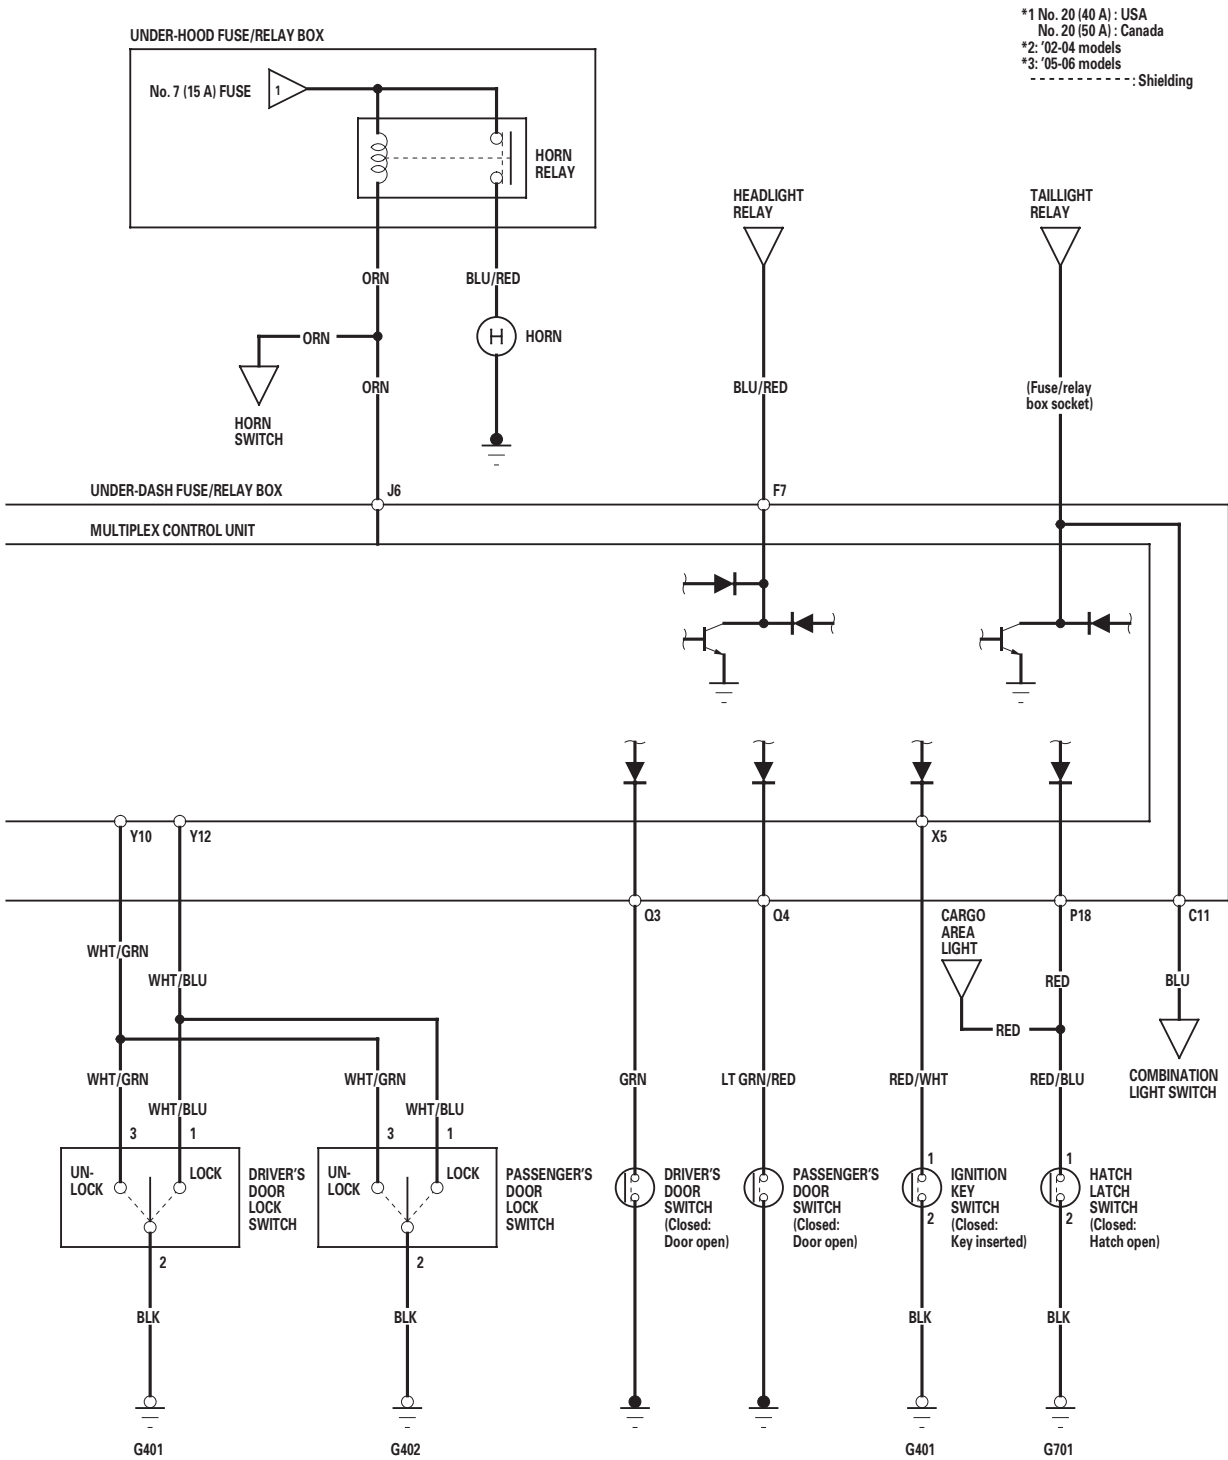 *1 No. 20 (40 A) : USA
No. 20 (50 A) : Canada
*2: '02-04 models
*3: '05-06 models
: Shielding
UNDER-HOOD FUSE/RELAY BOX
No. 7 (15 A) FUSE
1
HORN
RELAY
HEADLIGHT
RELAY
TAILLIGHT
RELAY
ORN
BLU/RED
ORN
H
HORN
ORN
BLU/RED
(Fuse/relay
box socket)
HORN
SWITCH
UNDER-DASH FUSE/RELAY BOX
J6
F7
MULTIPLEX CONTROL UNIT
Y10
Y12
X5
Q3
Q4
CARGO
AREA
LIGHT
P18
C11
WHT/GRN
WHT/BLU
RED
BLU
RED
WHT/GRN
WHT/GRN
GRN
LT GRN/RED
RED/WHT
RED/BLU
COMBINATION
LIGHT SWITCH
WHT/BLU
WHT/BLU
3
1
3
1
UN-
LOCK
LOCK
DRIVER'S
DOOR
LOCK
SWITCH
UN-
LOCK
LOCK
PASSENGER'S
DOOR
LOCK
SWITCH
DRIVER'S
DOOR
SWITCH
(Closed:
Door open)
PASSENGER'S
DOOR
SWITCH
(Closed:
Door open)
1
2
IGNITION
KEY
SWITCH
(Closed:
Key inserted)
1
2
HATCH
LATCH
SWITCH
(Closed:
Hatch open)
2
2
BLK
BLK
BLK
BLK
G401
G402
G401
G701